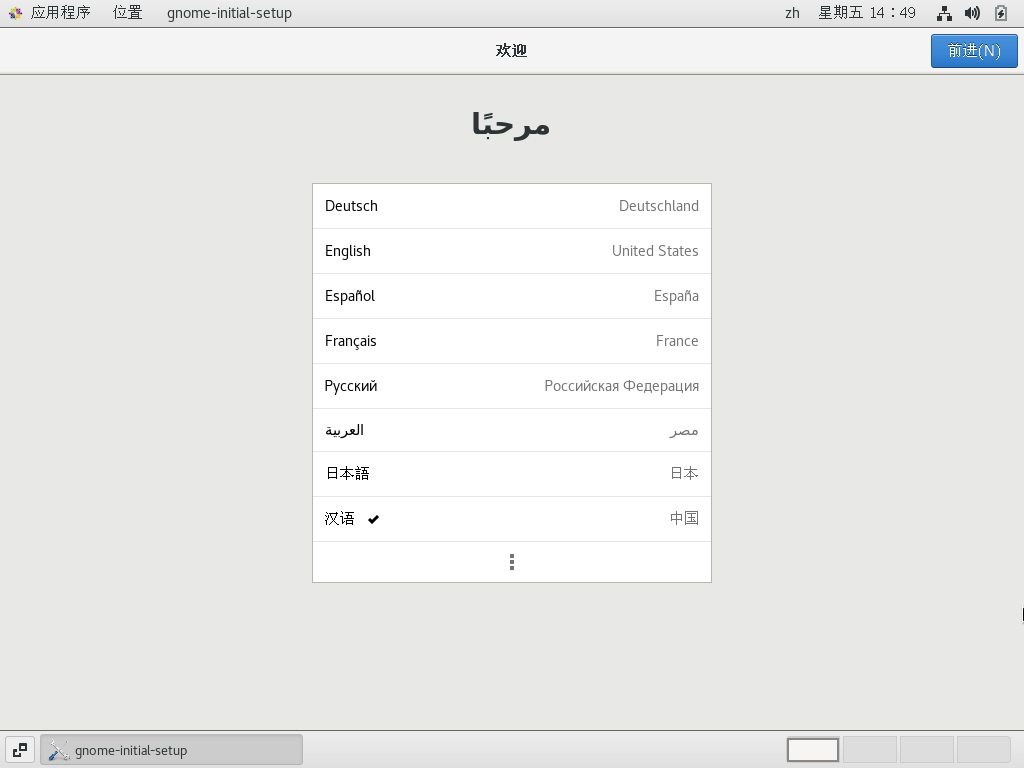 应用程序 位置 gnome-initial-setup zh 星期五 14：49
欢迎 前进(N)
مرحبًا
Deutsch Deutschland
English United States
Español España
Français France
Русский Российская Федерация
العربية مصر
日本語 日本
汉语 中国
gnome-initial-setup